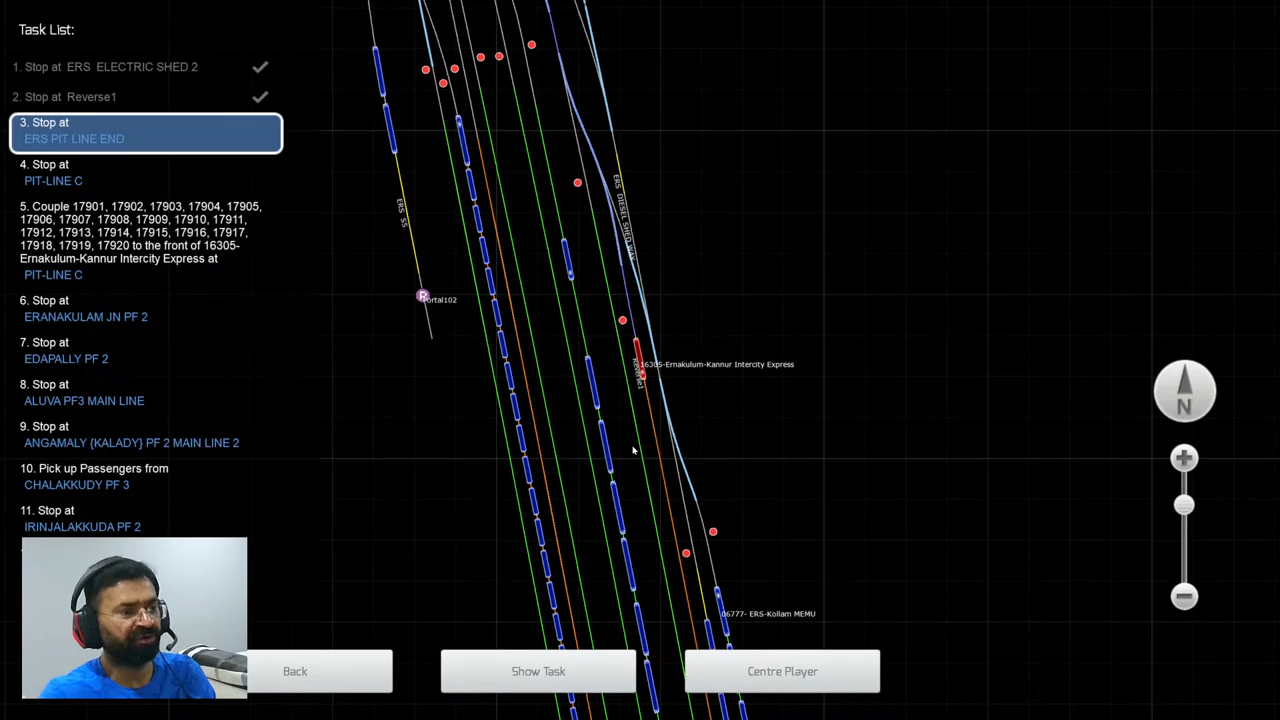 Task List:
1. Stop at ERS ELECTRIC SHED 2
2. Stop at Reverse1
3. Stop at
ERS PIT LINE END
4. Stop at
PIT-LINE C
5. Couple 17901, 17902, 17903, 17904, 17905,
17906, 17907, 17908, 17909, 17910, 17911,
17912, 17913, 17914, 17915, 17916, 17917,
17918, 17919, 17920 to the front of 16305-
Ernakulum-Kannur Intercity Express at
PIT-LINE C
6. Stop at
ERANAKULAM JN PF 2
7. Stop at
EDAPALLY PF 2
8. Stop at
ALUVA PF3 MAIN LINE
9. Stop at
ANGAMALY {KALADY} PF 2 MAIN LINE 2
10. Pick up Passengers from
CHALAKKUDY PF 3
11. Stop at
IRINJALAKKUDA PF 2
ERS S5
R
Portal102
ERS DIESEL SHED WAY
16305-Ernakulum-Kannur Intercity Express
Reverse1
06777- ERS-Kollam MEMU
N
Back
Show Task
Centre Player